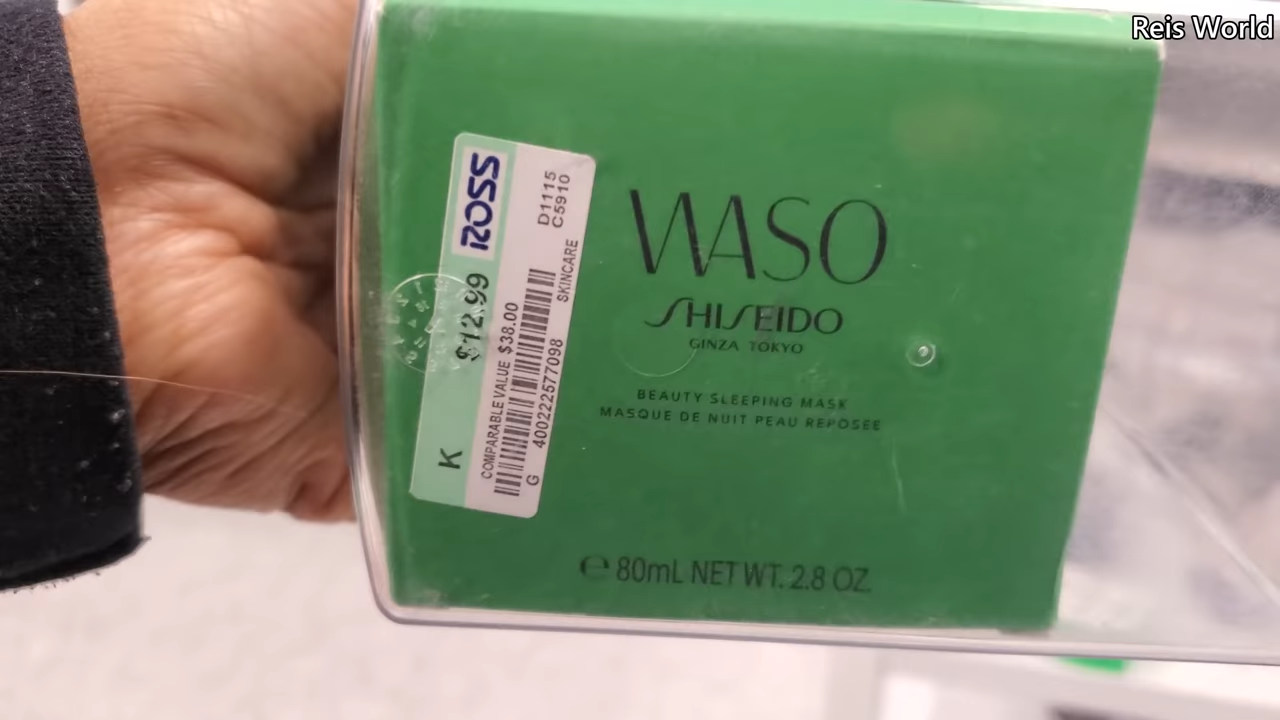 Reis World
ROSS
D1115
C5910
$12.99
SKINCARE
K
COMPARABLE VALUE $38.00
400222577098
G
WASO
SHISEIDO
GINZA TOKYO
BEAUTY SLEEPING MASK
MASQUE DE NUIT PEAU REPOSÉE
℮ 80mL NET WT. 2.8 OZ.